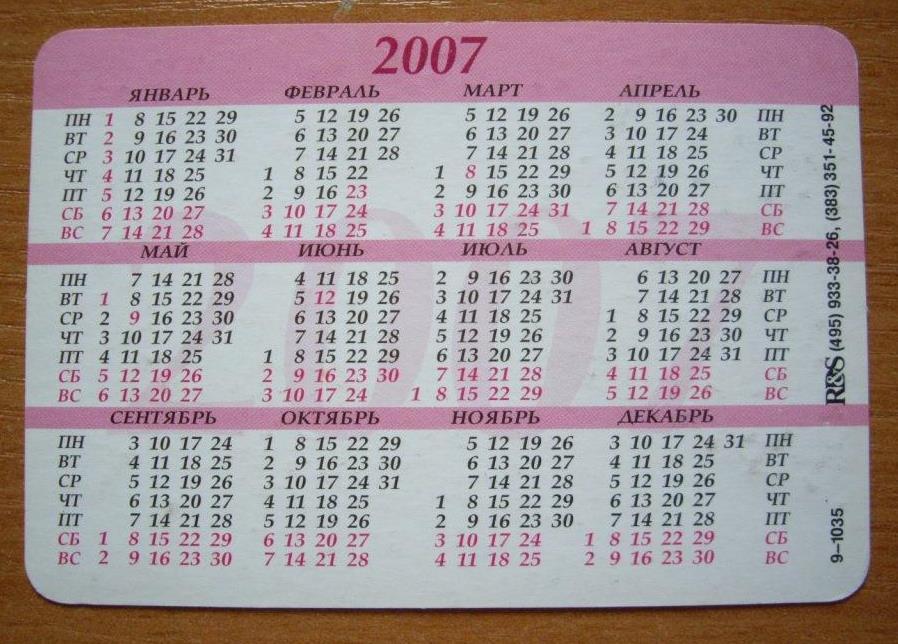 2007
ЯНВАРЬ ФЕВРАЛЬ МАРТ АПРЕЛЬ
ПН 1 8 15 22 29 5 12 19 26 5 12 19 26 2 9 16 23 30 ПН
ВТ 2 9 16 23 30 6 13 20 27 6 13 20 27 3 10 17 24 ВТ
СР 3 10 17 24 31 7 14 21 28 7 14 21 28 4 11 18 25 СР
ЧТ 4 11 18 25 1 8 15 22 1 8 15 22 29 5 12 19 26 ЧТ
ПТ 5 12 19 26 2 9 16 23 2 9 16 23 30 6 13 20 27 ПТ
СБ 6 13 20 27 3 10 17 24 3 10 17 24 31 7 14 21 28 СБ
ВС 7 14 21 28 4 11 18 25 4 11 18 25 1 8 15 22 29 ВС
МАЙ ИЮНЬ ИЮЛЬ АВГУСТ
ПН 7 14 21 28 4 11 18 25 2 9 16 23 30 6 13 20 27 ПН
ВТ 1 8 15 22 29 5 12 19 26 3 10 17 24 31 7 14 21 28 ВТ
СР 2 9 16 23 30 6 13 20 27 4 11 18 25 1 8 15 22 29 СР
ЧТ 3 10 17 24 31 7 14 21 28 5 12 19 26 2 9 16 23 30 ЧТ
ПТ 4 11 18 25 1 8 15 22 29 6 13 20 27 3 10 17 24 31 ПТ
СБ 5 12 19 26 2 9 16 23 30 7 14 21 28 4 11 18 25 СБ
ВС 6 13 20 27 3 10 17 24 1 8 15 22 29 5 12 19 26 ВС
СЕНТЯБРЬ ОКТЯБРЬ НОЯБРЬ ДЕКАБРЬ
ПН 3 10 17 24 1 8 15 22 29 5 12 19 26 3 10 17 24 31 ПН
ВТ 4 11 18 25 2 9 16 23 30 6 13 20 27 4 11 18 25 ВТ
СР 5 12 19 26 3 10 17 24 31 7 14 21 28 5 12 19 26 СР
ЧТ 6 13 20 27 4 11 18 25 1 8 15 22 29 6 13 20 27 ЧТ
ПТ 7 14 21 28 5 12 19 26 2 9 16 23 30 7 14 21 28 ПТ
СБ 1 8 15 22 29 6 13 20 27 3 10 17 24 1 8 15 22 29 СБ
ВС 2 9 16 23 30 7 14 21 28 4 11 18 25 2 9 16 23 30 ВС
2007
R&S (495) 933-38-26, (383) 351-45-92
9-1035